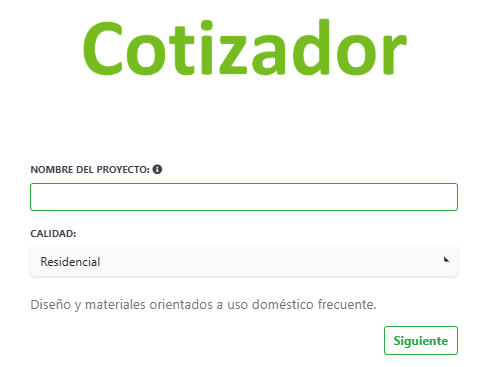 Cotizador
NOMBRE DEL PROYECTO:
CALIDAD:
Residencial
Diseño y materiales orientados a uso doméstico frecuente.
Siguiente